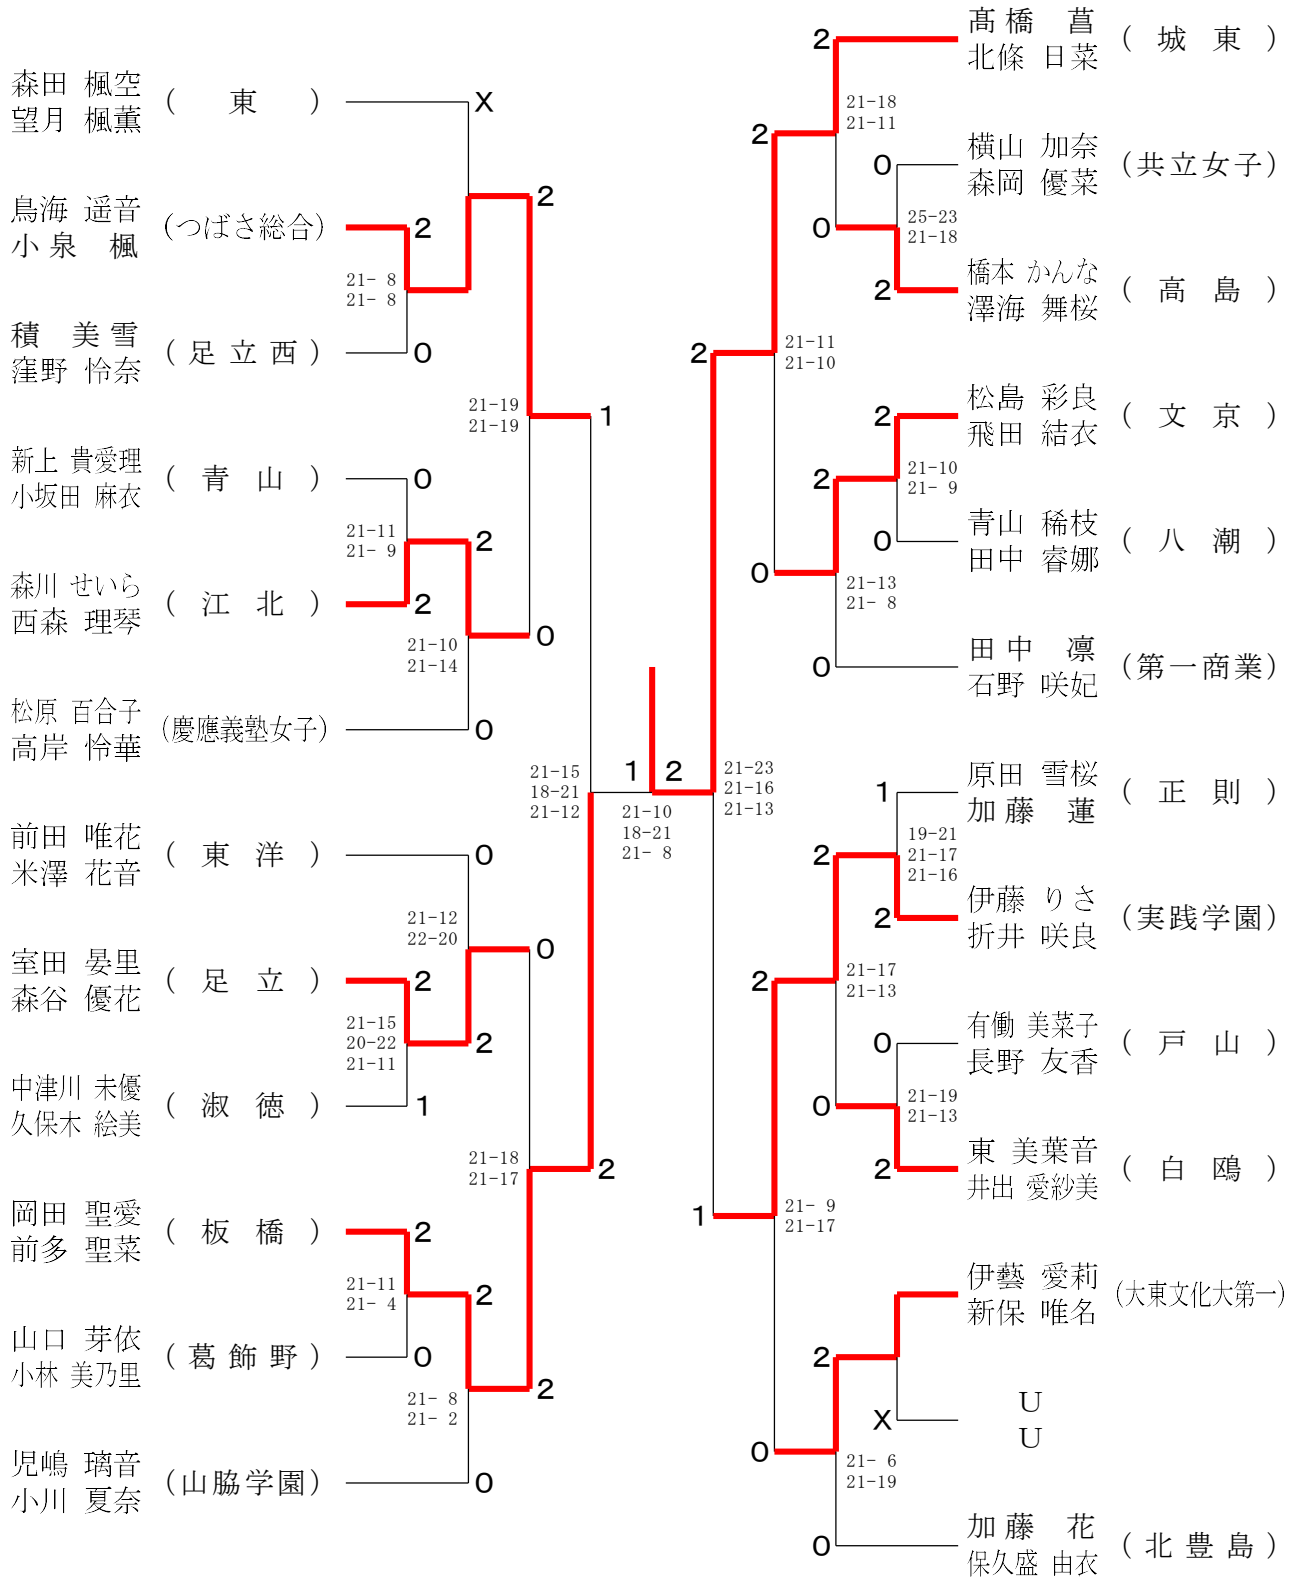 森田 楓空
望月 楓薫
( 東 )
X
鳥海 遥音
小泉 楓
(つばさ総合)
2
2
21- 8
21- 8
積 美雪
窪野 怜奈
( 足立西 )
0
21-19
21-19
1
新上 貴愛理
小坂田 麻衣
( 青山 )
0
21-11
21- 9
2
森川 せいら
西森 理琴
( 江北 )
2
0
21-10
21-14
松原 百合子
高岸 怜華
(慶應義塾女子)
0
21-15
18-21
21-12
前田 唯花
米澤 花音
( 東洋 )
0
21-12
22-20
0
室田 晏里
森谷 優花
( 足立 )
2
21-15
20-22
21-11
2
中津川 未優
久保木 絵美
( 淑徳 )
1
21-18
21-17
2
岡田 聖愛
前多 聖菜
( 板橋 )
2
21-11
21- 4
2
山口 芽依
小林 美乃里
( 葛飾野 )
0
2
21- 8
21- 2
児嶋 璃音
小川 夏奈
(山脇学園)
0
1 2
21-10
18-21
21- 8
髙橋 菖
北條 日菜
( 城東 )
2
21-18
21-11
2
横山 加奈
森岡 優菜
(共立女子)
0
25-23
21-18
0
橋本 かんな
澤海 舞桜
( 高島 )
2
21-11
21-10
2
松島 彩良
飛田 結衣
( 文京 )
2
21-10
21- 9
2
青山 稀枝
田中 睿娜
( 八潮 )
0
0
21-13
21- 8
田中 凛
石野 咲妃
(第一商業)
0
21-23
21-16
21-13
原田 雪桜
加藤 蓮
( 正則 )
1
19-21
21-17
21-16
2
伊藤 りさ
折井 咲良
(実践学園)
2
2
21-17
21-13
有働 美菜子
長野 友香
( 戸山 )
0
21-19
21-13
0
東 美葉音
井出 愛紗美
( 白鴎 )
2
1
21- 9
21-17
伊藝 愛莉
新保 唯名
(大東文化大第一)
2
U
U
X
0
21- 6
21-19
加藤 花
保久盛 由衣
( 北豊島 )
0